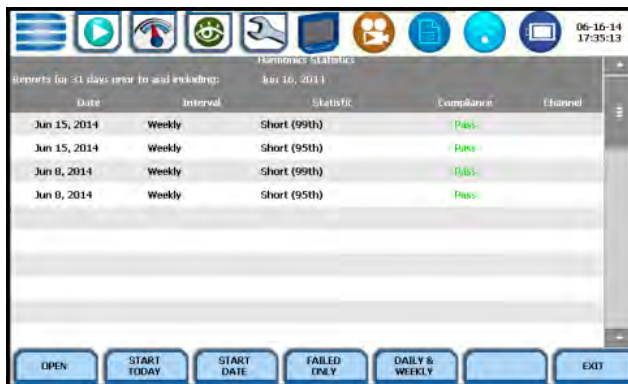 06-16-14
17:35:13
Harmonics Statistics
Reports for 31 days prior to and including: Jun 16, 2014
Date Interval Statistic Compliance Channel
Jun 15, 2014 Weekly Short (99th) Pass
Jun 15, 2014 Weekly Short (95th) Pass
Jun 8, 2014 Weekly Short (99th) Pass
Jun 8, 2014 Weekly Short (95th) Pass
OPEN START TODAY START DATE FAILED ONLY DAILY & WEEKLY EXIT